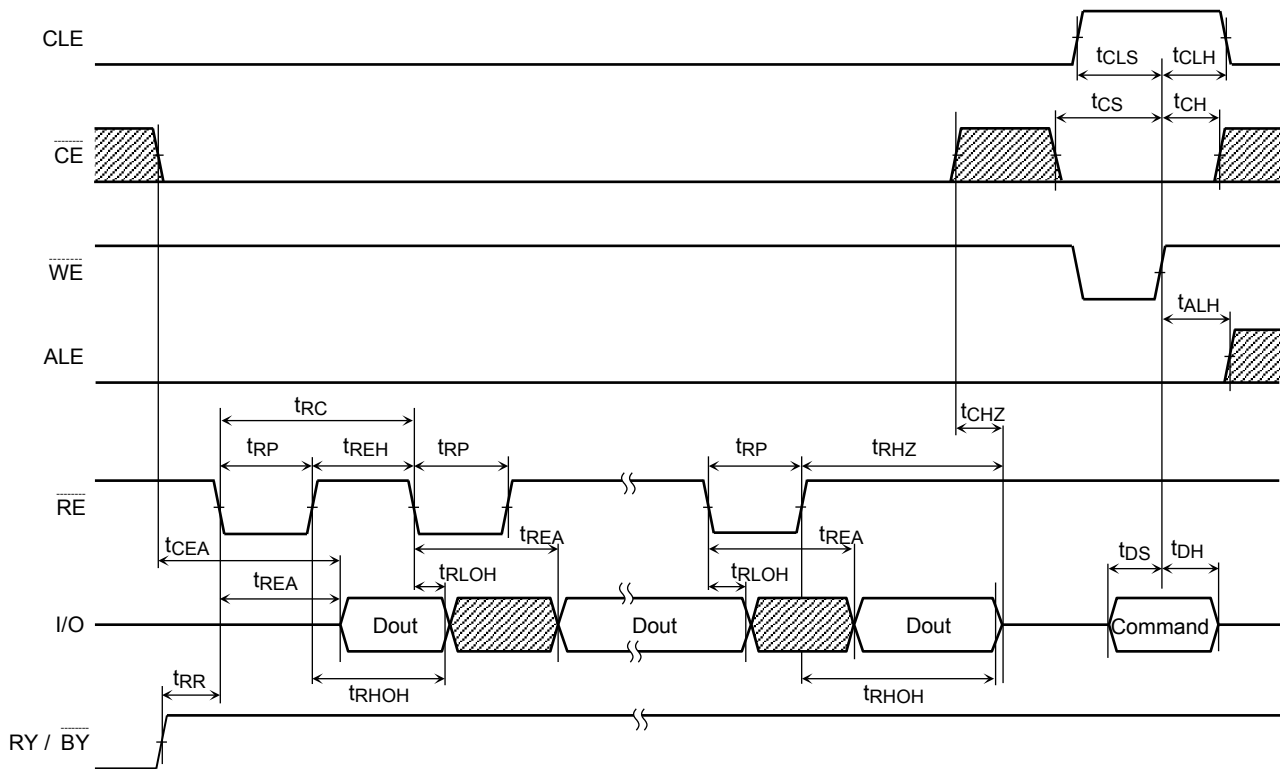 CLE
tCLS tCLH
tCS tCH
CE
WE
tALH
ALE
tRC
tCHZ
tRP tREH tRP tRP tRHZ
RE
tCEA tREA tREA
tDS tDH
tREA tRLOH tRLOH
I/O Dout Dout Dout Command
tRR tRHOH tRHOH
RY / BY